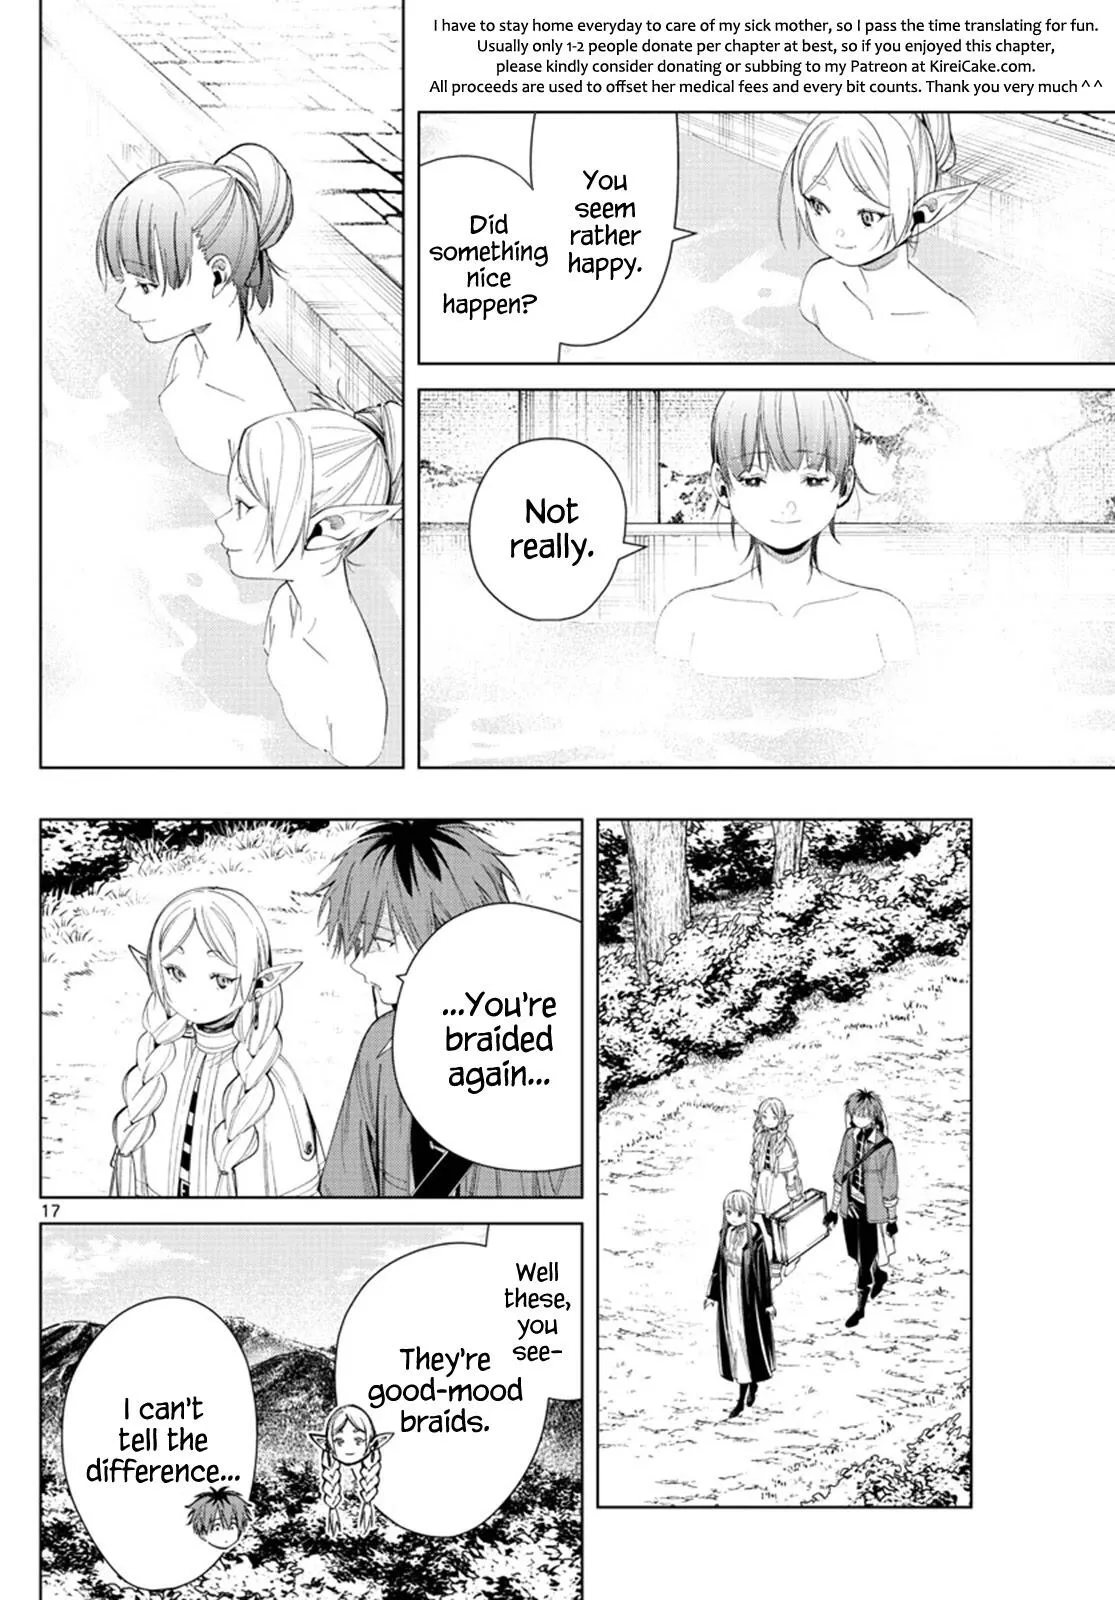 I have to stay home everyday to care of my sick mother, so I pass the time translating for fun.
Usually only 1-2 people donate per chapter at best, so if you enjoyed this chapter,
please kindly consider donating or subbing to my Patreon at KireiCake.com.
All proceeds are used to offset her medical fees and every bit counts. Thank you very much ^ ^
You
seem
rather
happy.
Did
something
nice
happen?
Not
really.
...You're
braided
again...
17
Well
these,
you
see-
They're
good-mood
braids.
I can't
tell the
difference...